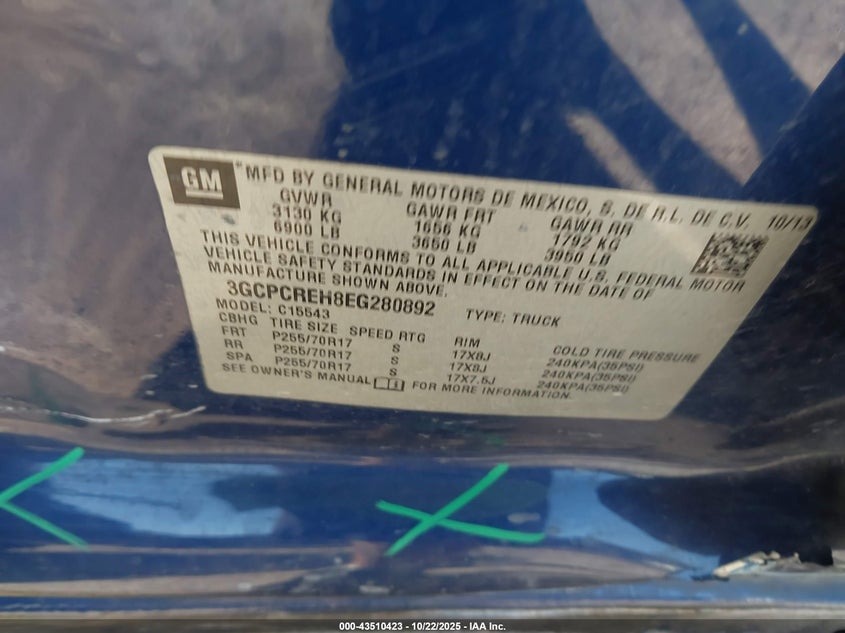 GM
*MFD BY GENERAL MOTORS DE MEXICO, S. DE R.L. DE C.V. 10/13
GVWR GAWR FRT GAWR RR
3130 KG 1656 KG 1792 KG
6900 LB 3650 LB 3950 LB
THIS VEHICLE CONFORMS TO ALL APPLICABLE U.S. FEDERAL MOTOR
VEHICLE SAFETY STANDARDS IN EFFECT ON THE DATE OF
MANUFACTURE SHOWN ABOVE.
3GCPCREH8EG280892 TYPE: TRUCK
MODEL: C15543
CBHG TIRE SIZE SPEED RTG RIM COLD TIRE PRESSURE
FRT P255/70R17 S 17X8J 240KPA(35PSI)
RR P255/70R17 S 17X8J 240KPA(35PSI)
SPA P255/70R17 S 17X7.5J 240KPA(35PSI)
SEE OWNER'S MANUAL FOR MORE INFORMATION.
000-43510423 - 10/22/2025 - IAA Inc.